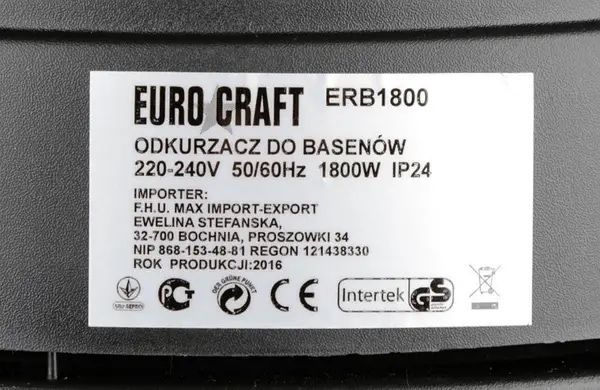 EURO CRAFT ERB1800
ODKURZACZ DO BASENÓW
220-240V 50/60Hz 1800W IP24
IMPORTER:
F.H.U. MAX IMPORT-EXPORT
EWELINA STEFANSKA,
32-700 BOCHNIA, PROSZOWKI 34
NIP 868-153-48-81 REGON 121438330
ROK PRODUKCJI:2016
DER GRÜNE PUNKT
CE
Intertek GS